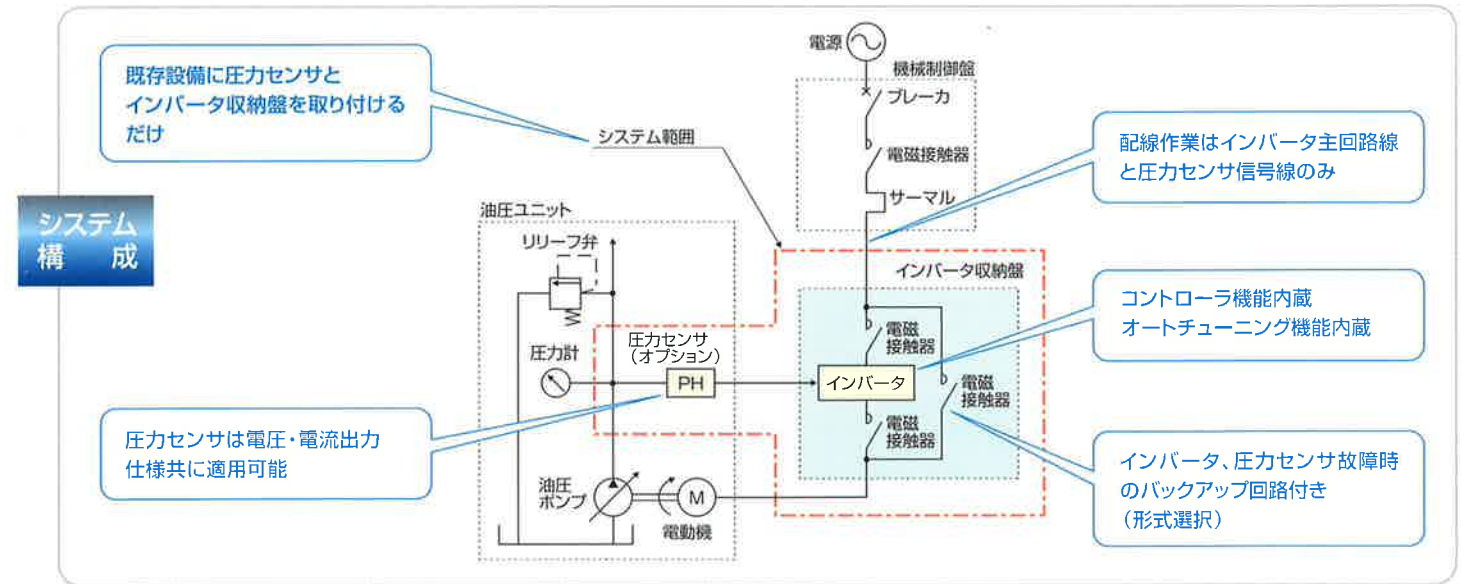 システム
構　成
既存設備に圧力センサと
インバータ収納盤を取り付ける
だけ
システム範囲
電源
機械制御盤
ブレーカ
電磁接触器
サーマル
配線作業はインバータ主回路線
と圧力センサ信号線のみ
油圧ユニット
リリーフ弁
圧力計
圧力センサ
（オプション）
PH
インバータ収納盤
電磁
接触器
インバータ
電磁
接触器
電磁
接触器
コントローラ機能内蔵
オートチューニング機能内蔵
圧力センサは電圧・電流出力
仕様共に適用可能
油圧
ポンプ
M
電動機
インバータ、圧力センサ故障時
のバックアップ回路付き
（形式選択）